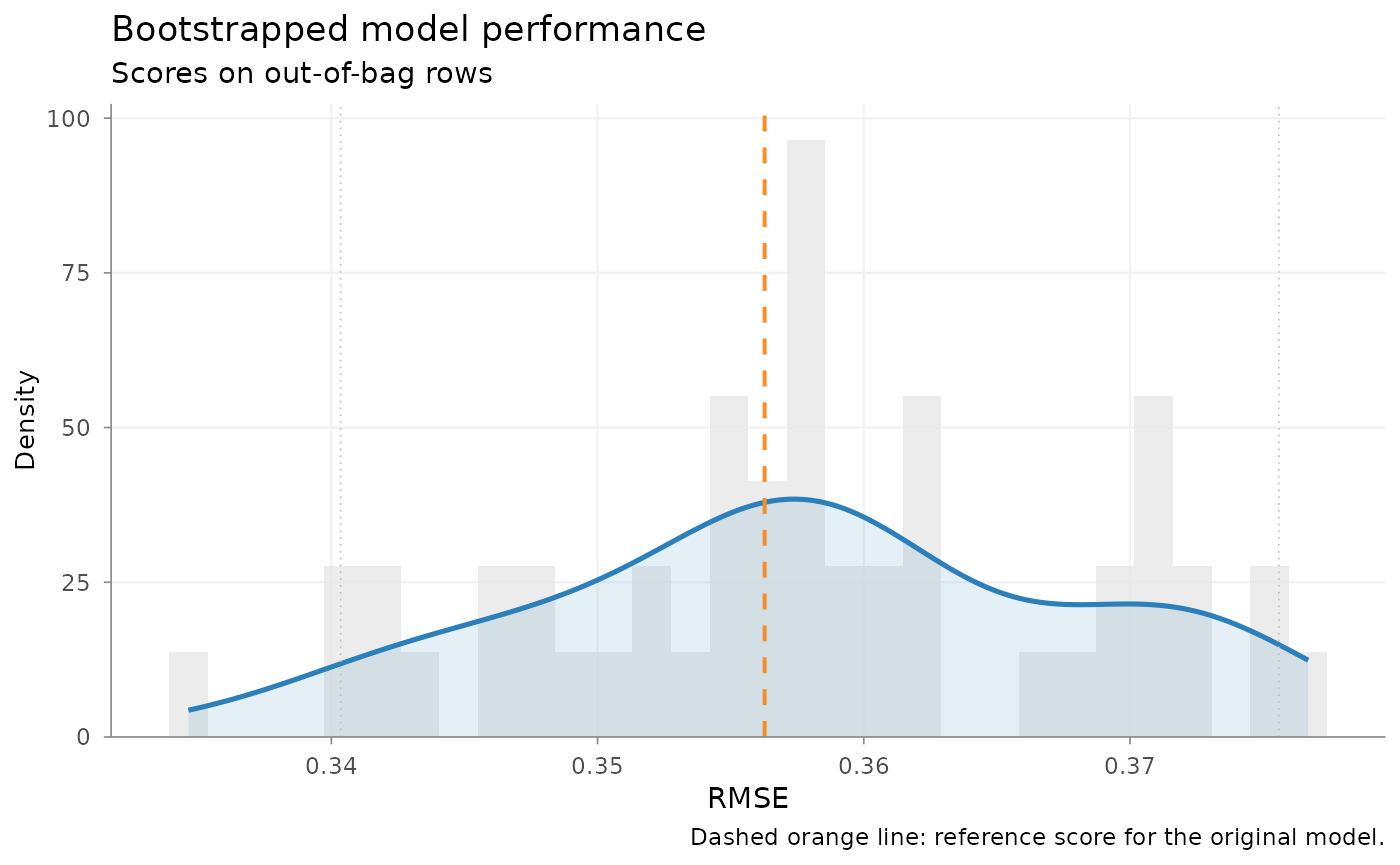 Bootstrapped model performance
Scores on out-of-bag rows
100
75
50
25
0
Density
0.34 0.35 0.36 0.37
RMSE
Dashed orange line: reference score for the original model.